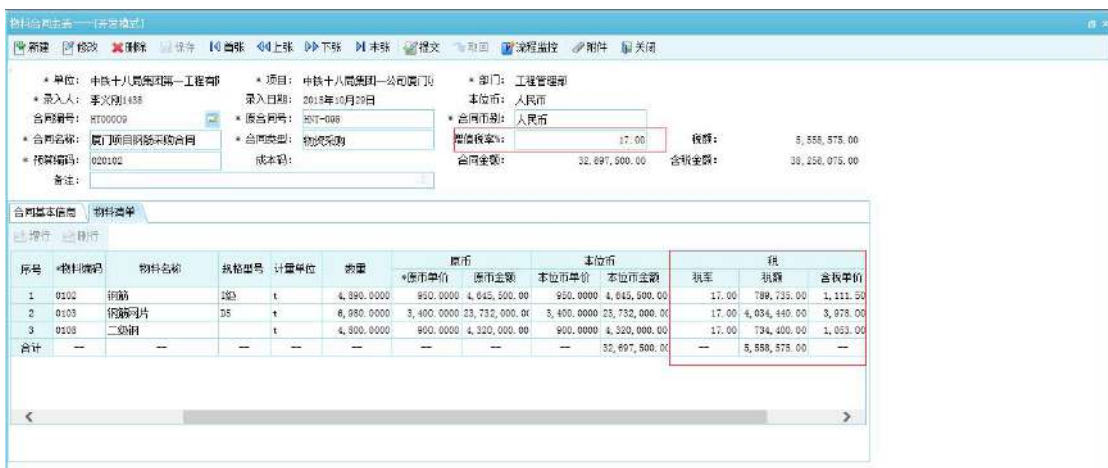 物料合同主表——[开发模式]
新建 修改 删除 保存 首张 上张 下张 末张 提交 取回 流程监控 附件 关闭
* 单位: 中铁十八局集团第一工程有 * 项目: 中铁十八局集团一公司厦门 * 部门: 工程管理部
* 录入人: 李兴刚1435 录入日期: 2015年10月29日 本位币: 人民币
合同编号: HT00009 * 原合同号: HNT-098 * 合同币别: 人民币
* 合同名称: 厦门项目钢筋采购合同 * 合同类型: 物资采购 增值税率%: 17.00 税额: 5,558,575.00
* 预算编码: 020102 成本码: 合同金额: 32,697,500.00 含税金额: 38,256,075.00
备注:
合同基本信息 物料清单
增行 删行
原币 本位币 税
序号 *物料编码 物料名称 规格型号 计量单位 数量 *原币单价 原币金额 本位币单价 本位币金额 税率 税额 含税单价
1 0102 钢筋 t 4,890.0000 950.0000 4,645,500.00 950.0000 4,645,500.00 17.00 789,735.00 1,111.50
2 0103 钢筋网片 D5 t 6,980.0000 3,400.0000 23,732,000.00 3,400.0000 23,732,000.00 17.00 4,034,440.00 3,978.00
3 0108 二级钢 t 4,800.0000 900.0000 4,320,000.00 900.0000 4,320,000.00 17.00 734,400.00 1,053.00
合计 — — — — — — — — 32,697,500.00 — 5,558,575.00 —